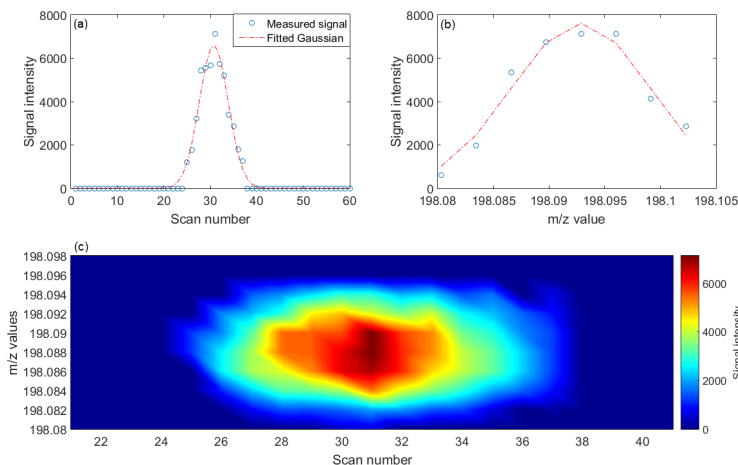 (a)
Measured signal
Fitted Gaussian
8000
6000
4000
2000
0
Signal intensity
0 10 20 30 40 50 60
Scan number
(b)
8000
6000
4000
2000
0
Signal intensity
198.08 198.085 198.09 198.095 198.1 198.105
m/z value
(c)
198.098
198.096
198.094
198.092
198.09
198.088
198.086
198.084
198.082
198.08
m/z values
22 24 26 28 30 32 34 36 38 40
Scan number
6000
4000
2000
0
Signal intensity